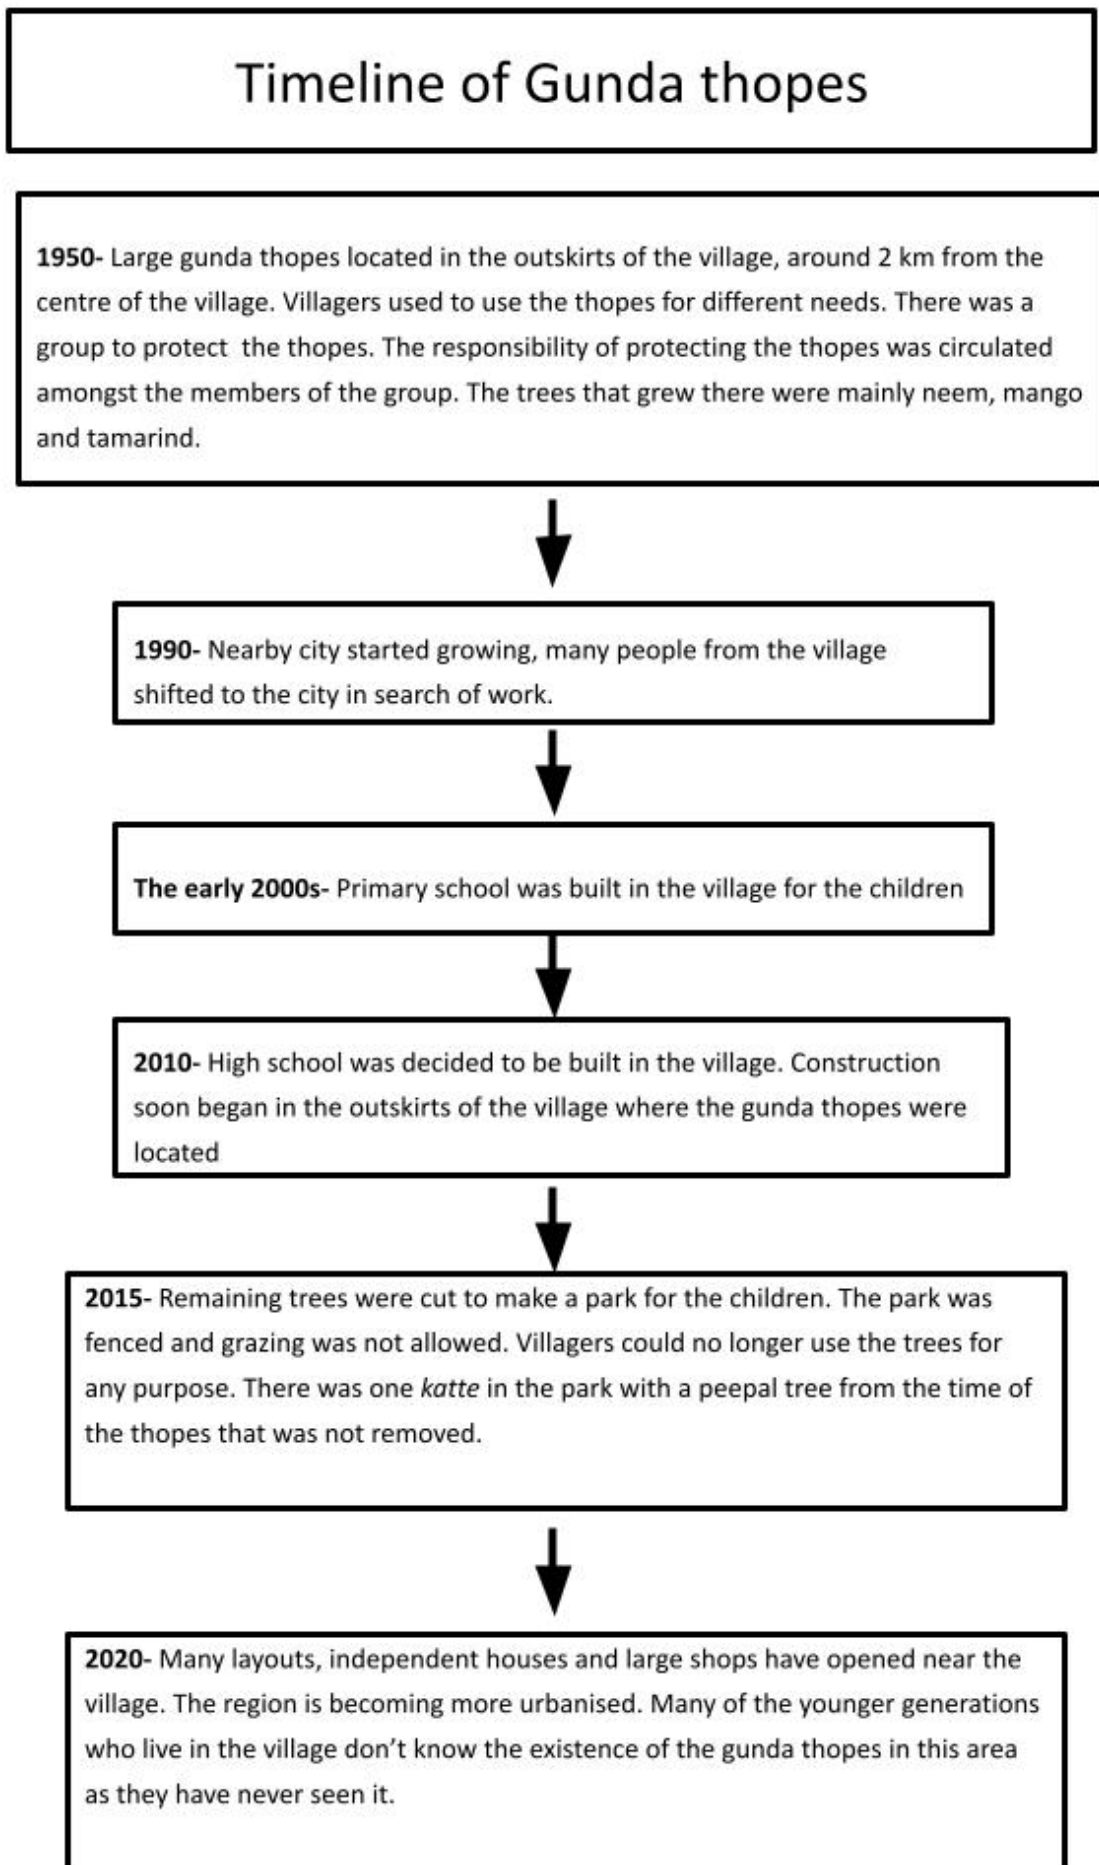 Timeline of Gunda thopes
1950- Large gunda thopes located in the outskirts of the village, around 2 km from the
centre of the village. Villagers used to use the thopes for different needs. There was a
group to protect  the thopes. The responsibility of protecting the thopes was circulated
amongst the members of the group. The trees that grew there were mainly neem, mango
and tamarind.
1990- Nearby city started growing, many people from the village
shifted to the city in search of work.
The early 2000s- Primary school was built in the village for the children
2010- High school was decided to be built in the village. Construction
soon began in the outskirts of the village where the gunda thopes were
located
2015- Remaining trees were cut to make a park for the children. The park was
fenced and grazing was not allowed. Villagers could no longer use the trees for
any purpose. There was one katte in the park with a peepal tree from the time of
the thopes that was not removed.
2020- Many layouts, independent houses and large shops have opened near the
village. The region is becoming more urbanised. Many of the younger generations
who live in the village don’t know the existence of the gunda thopes in this area
as they have never seen it.